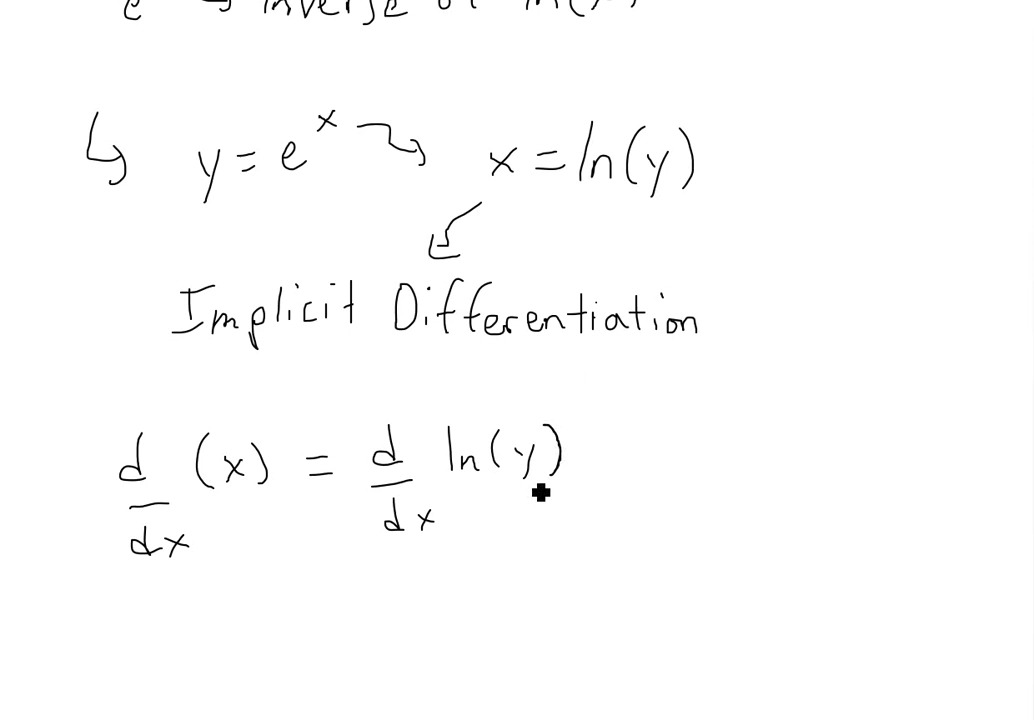 e ↳ inverse of ln(x)
↳ y = e^x ↝ x = ln(y)
↙
Implicit Differentiation
d/dx (x) = d/dx ln(y)